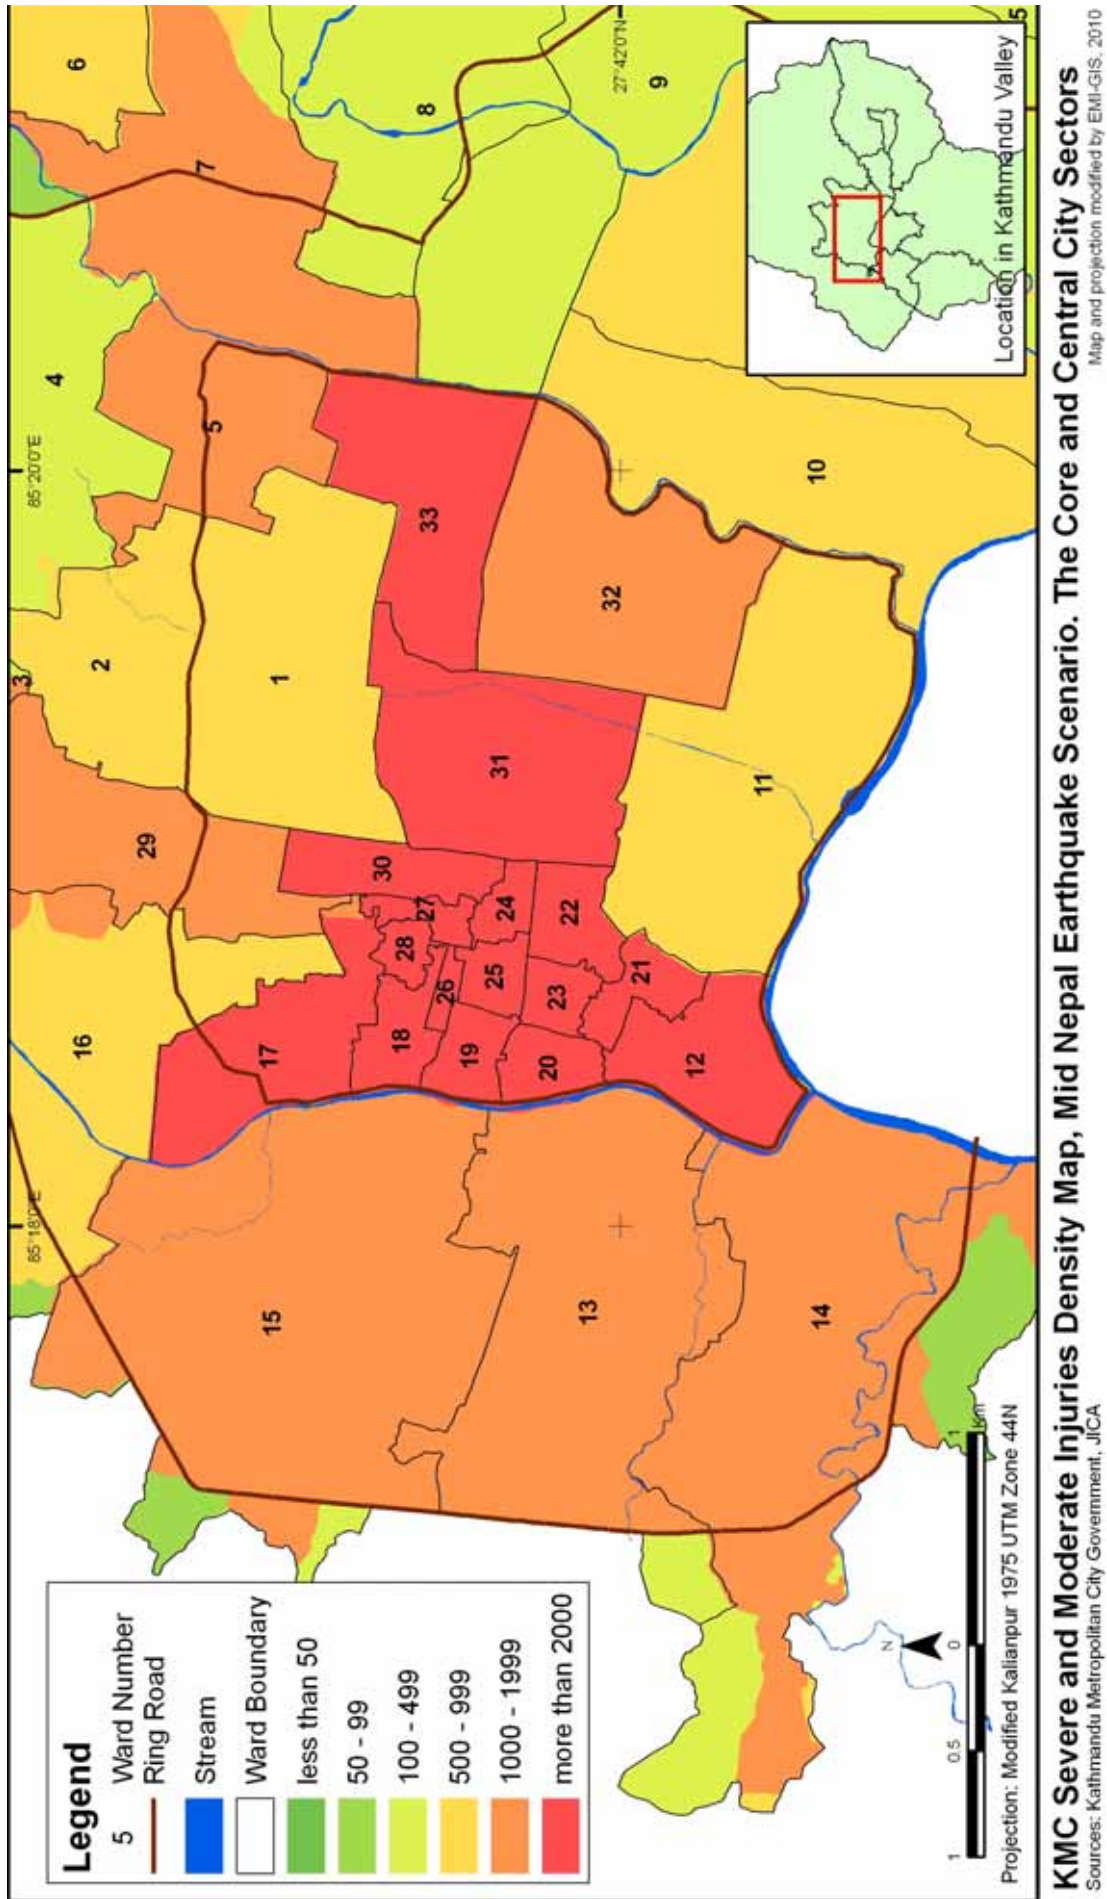 Legend
5 Ward Number
Ring Road
Stream
Ward Boundary
less than 50
50 - 99
100 - 499
500 - 999
1000 - 1999
more than 2000
85°18'0"E
85°20'0"E
27°42'0"N
3
6
16
29
2
4
7
15
17
1
5
8
18
28
27
30
33
19
26
25
24
31
9
13
20
23
22
32
14
12
21
11
10
5
N
1
0.5
0
1
Km
Projection: Modified Kalianpur 1975 UTM Zone 44N
Location in Kathmandu Valley
KMC Severe and Moderate Injuries Density Map, Mid Nepal Earthquake Scenario. The Core and Central City Sectors
Sources: Kathmandu Metropolitan City Government, JICA
Map and projection modified by EMI-GIS, 2010